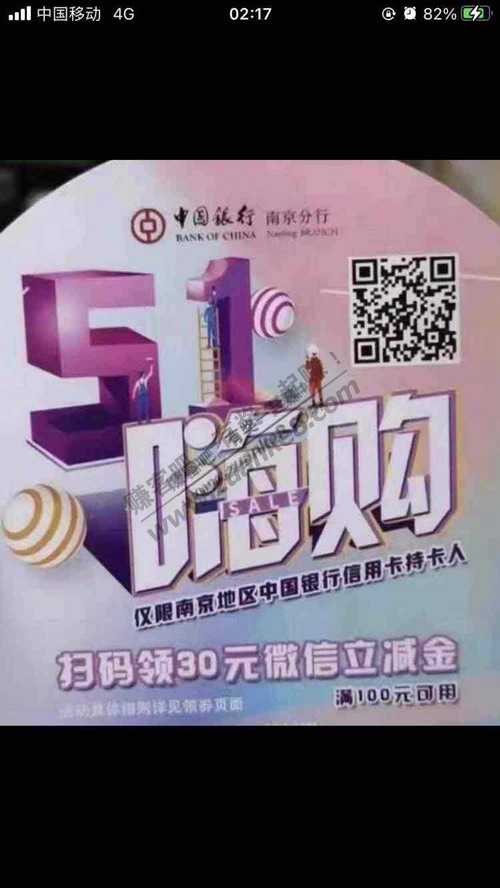 中国移动 4G 02:17 82%
中国银行 南京分行
BANK OF CHINA Nanjing BRANCH
51
嗨购
SALE
仅限南京地区中国银行信用卡持卡人
扫码领30元微信立减金
满100元可用
活动具体细则详见领券页面